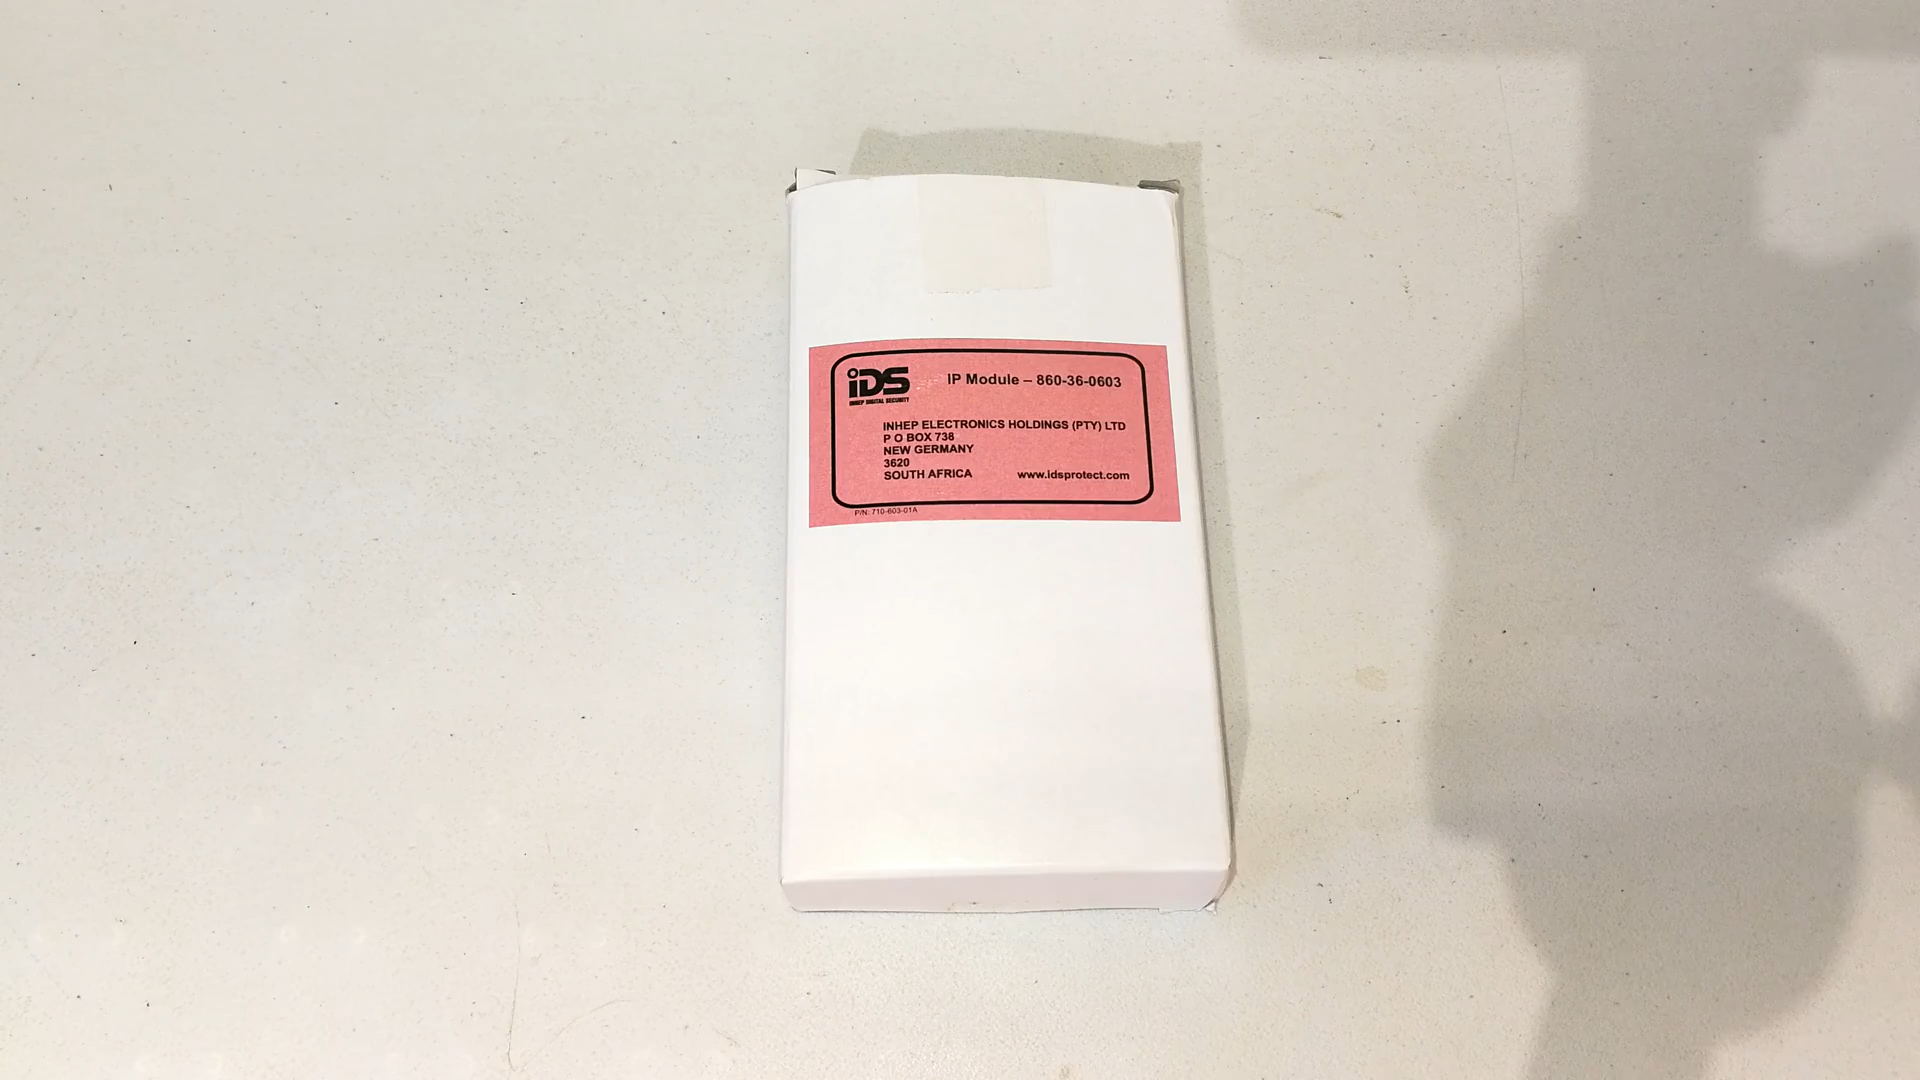 iDS
INHEP DIGITAL SECURITY
IP Module – 860-36-0603
INHEP ELECTRONICS HOLDINGS (PTY) LTD
P O BOX 738
NEW GERMANY
3620
SOUTH AFRICA
www.idsprotect.com
P/N: 710-603-01A